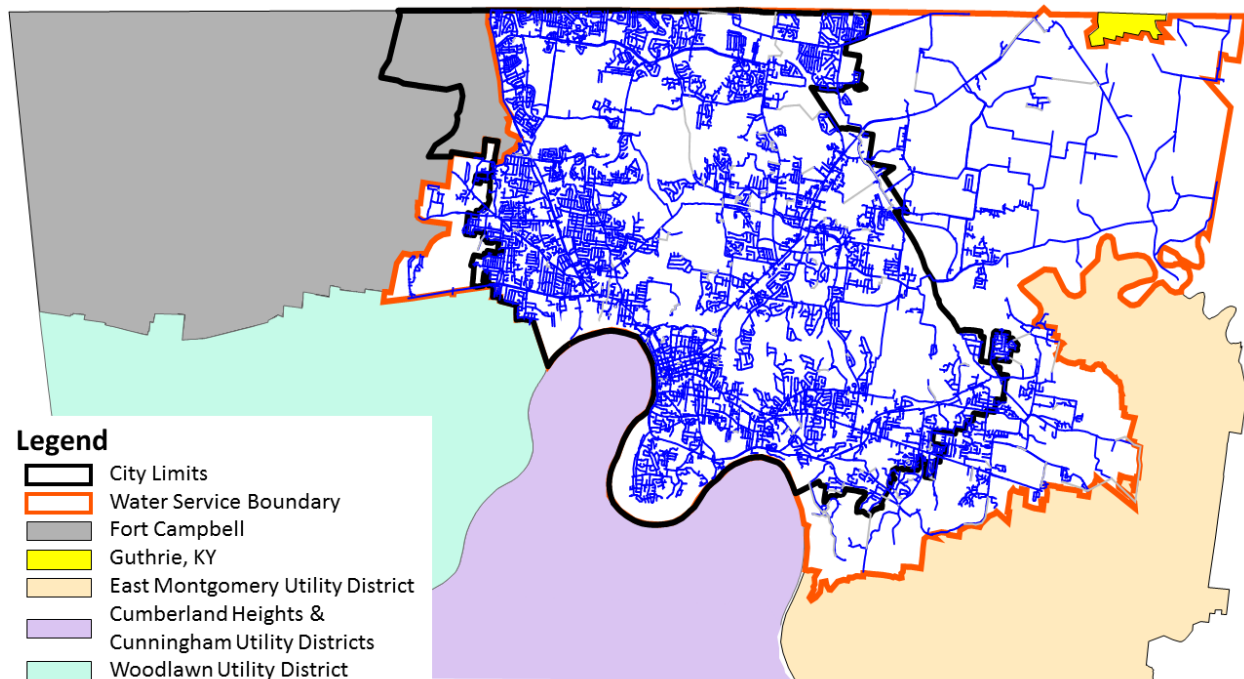 Legend
City Limits
Water Service Boundary
Fort Campbell
Guthrie, KY
East Montgomery Utility District
Cumberland Heights &
Cunningham Utility Districts
Woodlawn Utility District